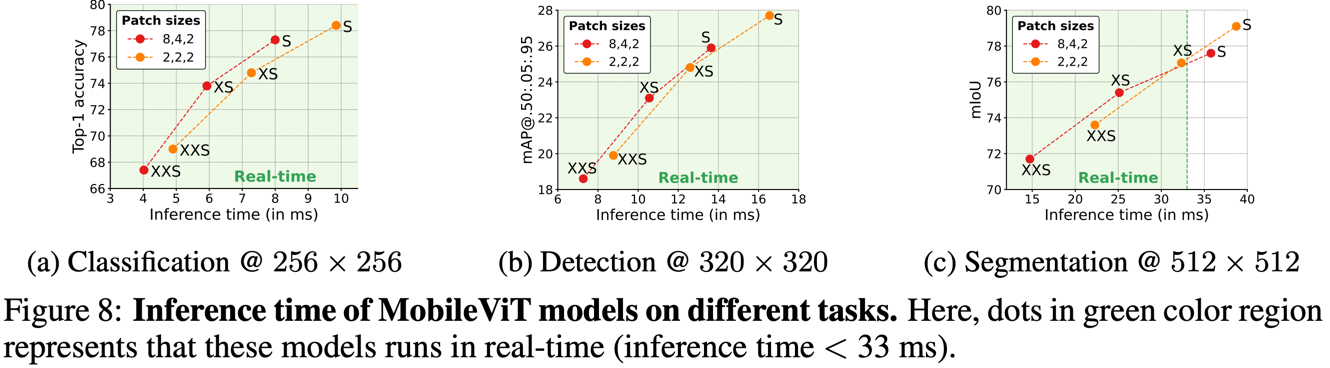 80
78
76
74
72
70
68
66
3 4 5 6 7 8 9 10
Top-1 accuracy
Inference time (in ms)
Patch sizes
8,4,2
2,2,2
S
S
XS
XS
XXS
XXS
Real-time
(a) Classification @ 256 × 256
28
26
24
22
20
18
6 8 10 12 14 16 18
mAP@.50:.05:.95
Inference time (in ms)
Patch sizes
8,4,2
2,2,2
S
S
XS
XS
XXS
XXS
Real-time
(b) Detection @ 320 × 320
80
78
76
74
72
70
15 20 25 30 35 40
mIoU
Inference time (in ms)
Patch sizes
8,4,2
2,2,2
S
S
XS
XS
XXS
XXS
Real-time
(c) Segmentation @ 512 × 512
Figure 8: Inference time of MobileViT models on different tasks. Here, dots in green color region
represents that these models runs in real-time (inference time < 33 ms).